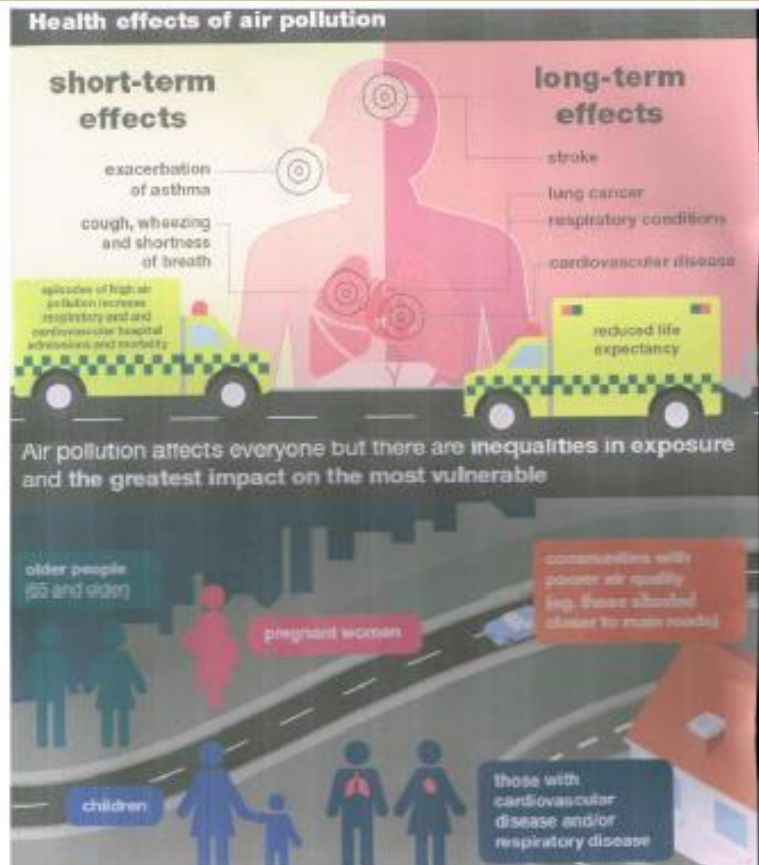 Health effects of air pollution
short-term
effects
exacerbation
of asthma
cough, wheezing
and shortness
of breath
episodes of high air
pollution increase
respiratory and and
cardiovascular hospital
admissions and mortality
long-term
effects
stroke
lung cancer
respiratory conditions
cardiovascular disease
reduced life
expectancy
Air pollution affects everyone but there are inequalities in exposure
and the greatest impact on the most vulnerable
older people
(65 and older)
pregnant women
communities with
poorer air quality
(eg. those situated
closer to main roads)
children
those with
cardiovascular
disease and/or
respiratory disease